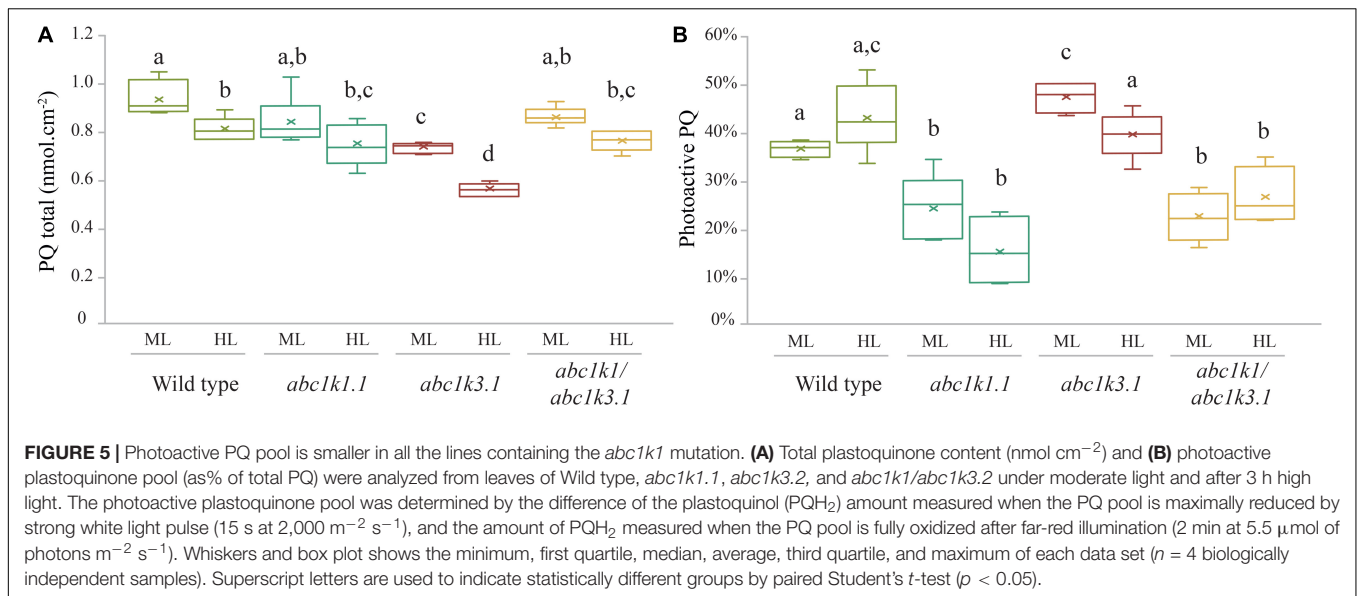 A
PQ total (nmol.cm-2)
1.2
1.0
0.8
0.6
0.4
0.2
0
a
b
a,b
b,c
c
d
a,b
b,c
ML HL ML HL ML HL ML HL
Wild type abc1k1.1 abc1k3.1 abc1k1/
abc1k3.1
B
Photoactive PQ
60%
50%
40%
30%
20%
10%
0%
a
a,c
b
b
c
a
b
b
ML HL ML HL ML HL ML HL
Wild type abc1k1.1 abc1k3.1 abc1k1/
abc1k3.1
FIGURE 5 | Photoactive PQ pool is smaller in all the lines containing the abc1k1 mutation. (A) Total plastoquinone content (nmol cm−2) and (B) photoactive
plastoquinone pool (as% of total PQ) were analyzed from leaves of Wild type, abc1k1.1, abc1k3.2, and abc1k1/abc1k3.2 under moderate light and after 3 h high
light. The photoactive plastoquinone pool was determined by the difference of the plastoquinol (PQH2) amount measured when the PQ pool is maximally reduced by
strong white light pulse (15 s at 2,000 m−2 s−1), and the amount of PQH2 measured when the PQ pool is fully oxidized after far-red illumination (2 min at 5.5 μmol of
photons m−2 s−1). Whiskers and box plot shows the minimum, first quartile, median, average, third quartile, and maximum of each data set (n = 4 biologically
independent samples). Superscript letters are used to indicate statistically different groups by paired Student's t-test (p < 0.05).